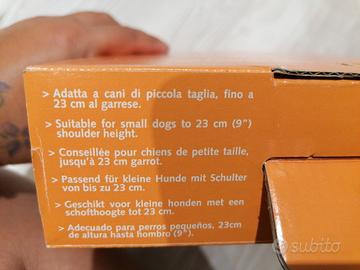 > Adatta a cani di piccola taglia, fino a
23 cm al garrese.
> Suitable for small dogs to 23 cm (9")
shoulder height.
> Conseillée pour chiens de petite taille,
jusqu'à 23 cm garrot.
> Passend für kleine Hunde mit Schulter
von bis zu 23 cm.
> Geschikt voor kleine honden met een
schofthoogte tot 23 cm.
> Adecuado para perros pequeños, 23cm
de altura hasta hombro (9").
subito